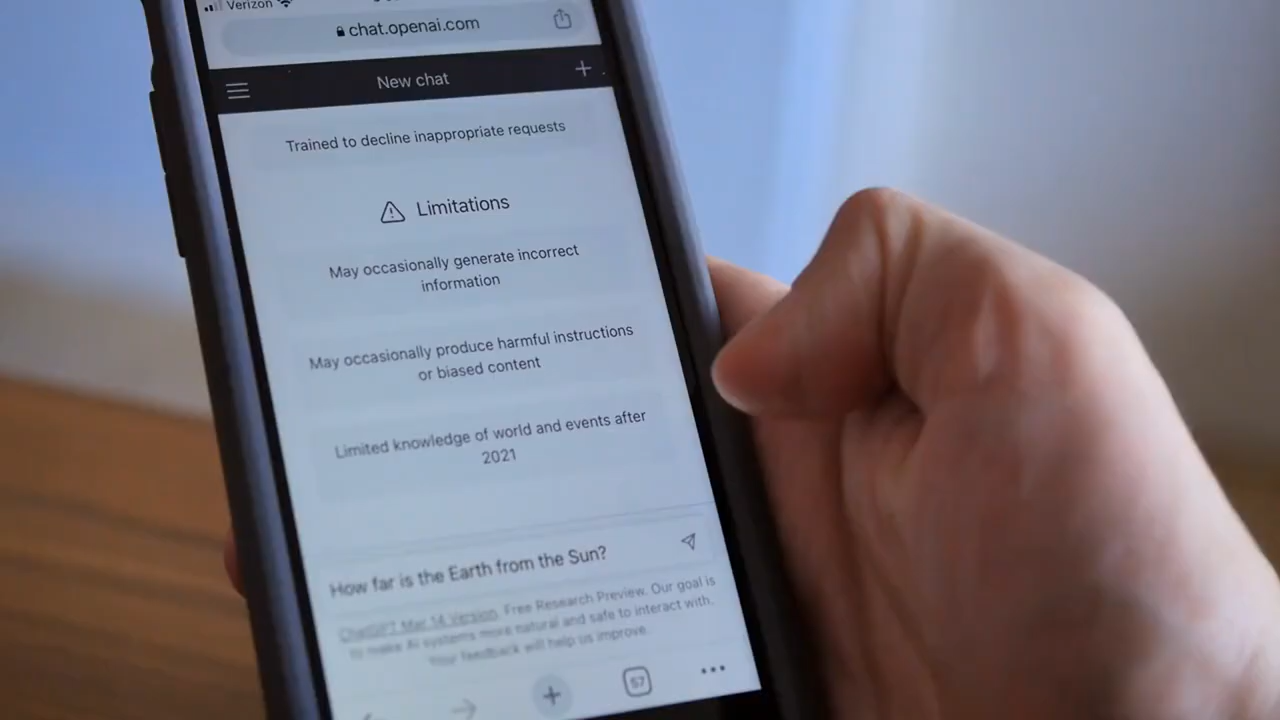 Verizon
chat.openai.com
New chat
Trained to decline inappropriate requests
Limitations
May occasionally generate incorrect
information
May occasionally produce harmful instructions
or biased content
Limited knowledge of world and events after
2021
How far is the Earth from the Sun?
ChatGPT Mar 14 Version. Free Research Preview. Our goal is
to make AI systems more natural and safe to interact with.
Your feedback will help us improve.
57